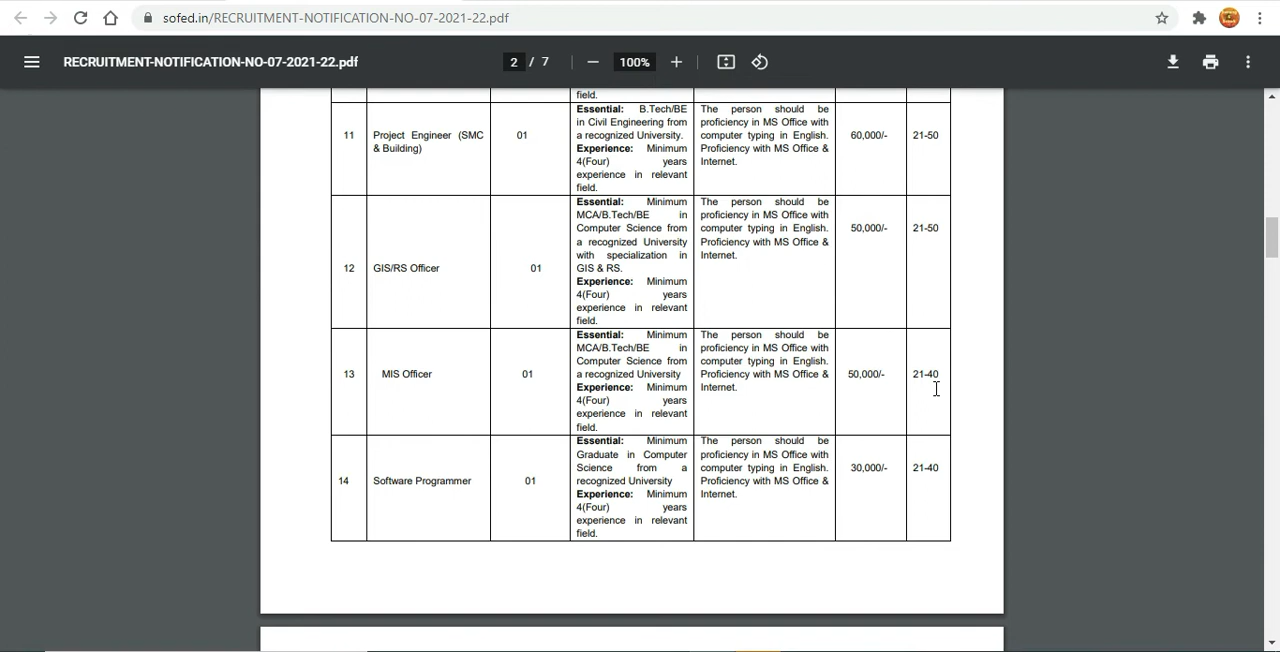 sofed.in/RECRUITMENT-NOTIFICATION-NO-07-2021-22.pdf
RECRUITMENT-NOTIFICATION-NO-07-2021-22.pdf
2 / 7
100%
field.
11
Project Engineer (SMC
& Building)
01
Essential: B.Tech/BE
in Civil Engineering from
a recognized University.
Experience: Minimum
4(Four) years
experience in relevant
field.
The person should be
proficiency in MS Office with
computer typing in English.
Proficiency with MS Office &
Internet.
60,000/-
21-50
12
GIS/RS Officer
01
Essential: Minimum
MCA/B.Tech/BE in
Computer Science from
a recognized University
with specialization in
GIS & RS.
Experience: Minimum
4(Four) years
experience in relevant
field.
The person should be
proficiency in MS Office with
computer typing in English.
Proficiency with MS Office &
Internet.
50,000/-
21-50
13
MIS Officer
01
Essential: Minimum
MCA/B.Tech/BE in
Computer Science from
a recognized University
Experience: Minimum
4(Four) years
experience in relevant
field.
The person should be
proficiency in MS Office with
computer typing in English.
Proficiency with MS Office &
Internet.
50,000/-
21-40
14
Software Programmer
01
Essential: Minimum
Graduate in Computer
Science from a
recognized University
Experience: Minimum
4(Four) years
experience in relevant
field.
The person should be
proficiency in MS Office with
computer typing in English.
Proficiency with MS Office &
Internet.
30,000/-
21-40